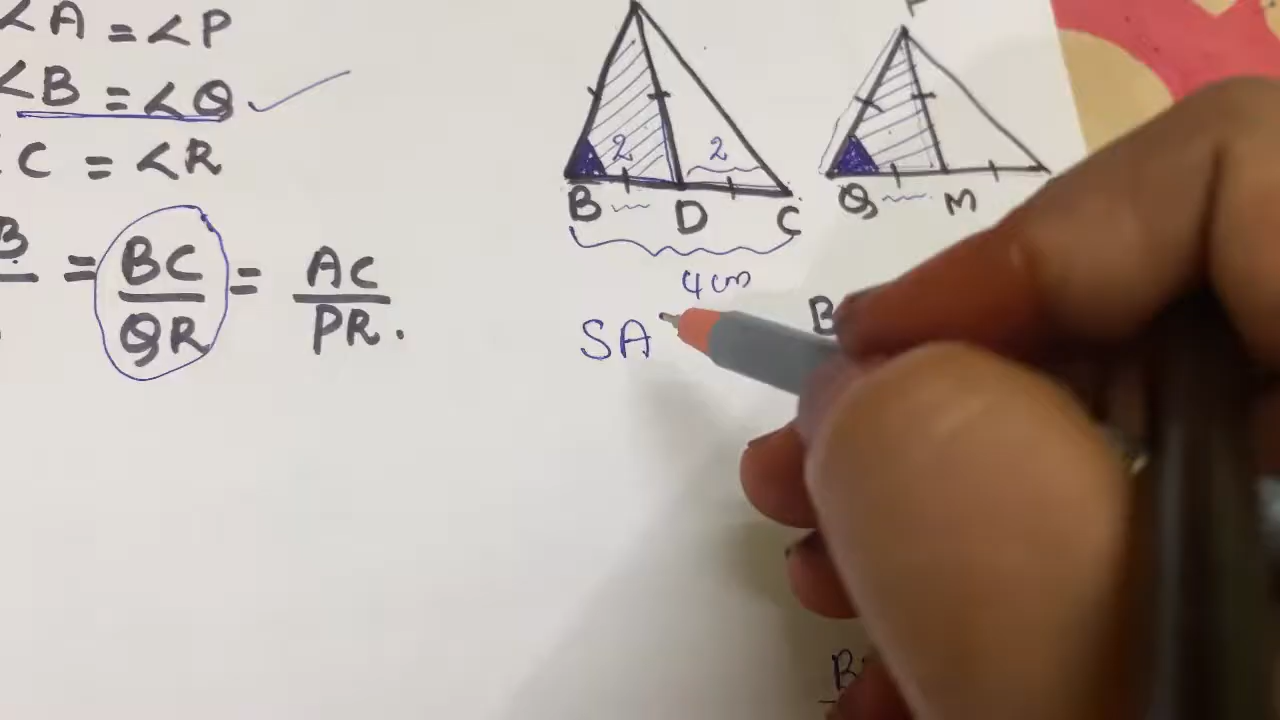 ∠A = ∠P
∠B = ∠Q ✓
C = ∠R
B = BC/QR = AC/PR.
2 2
B D C
4 cm
Q M
SA
B
B